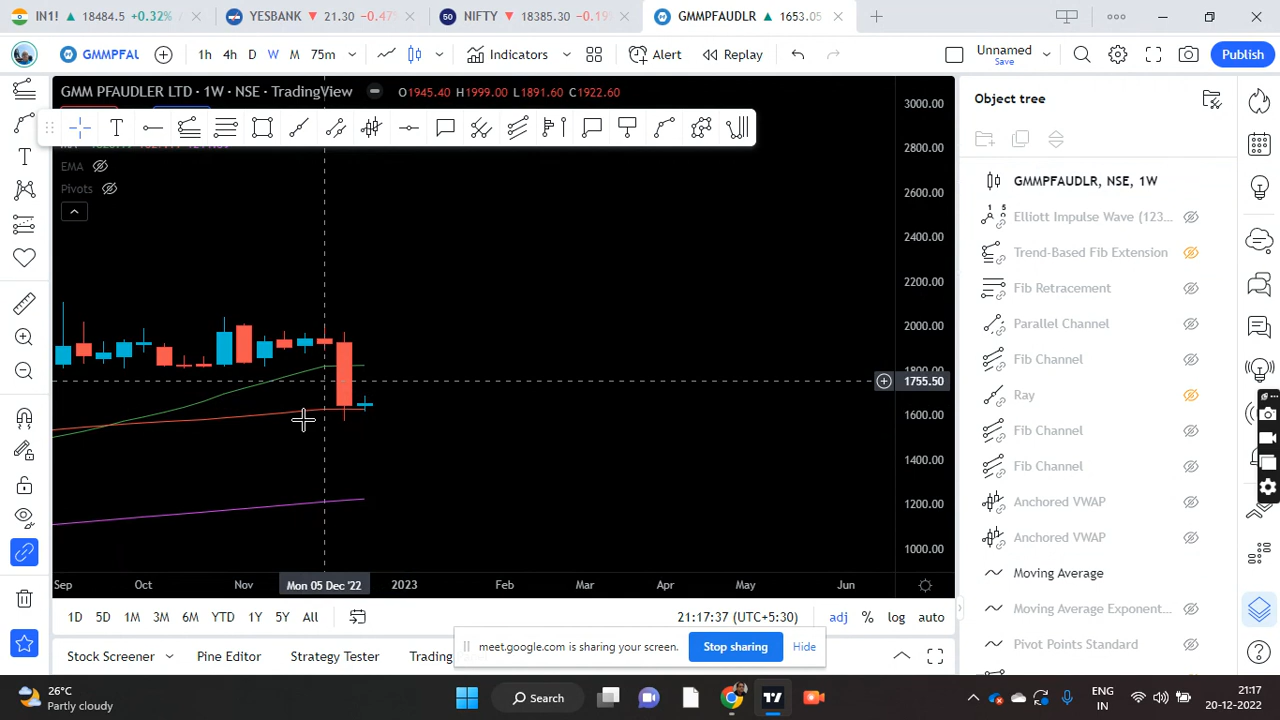 IN1! 18484.5 +0.32%
YESBANK 21.30 -0.47%
50 NIFTY 18385.30 -0.19%
GMMPFAUDLR 1653.05
GMMPFAU
1h 4h D W M 75m
Indicators
Alert
Replay
Unnamed
Save
Publish
GMM PFAUDLER LTD · 1W · NSE · TradingView
O1945.40 H1999.00 L1891.60 C1922.60
EMA
Pivots
3000.00
2800.00
2600.00
2400.00
2200.00
2000.00
1800.00
1755.50
1600.00
1400.00
1200.00
1000.00
Sep Oct Nov Mon 05 Dec '22 2023 Feb Mar Apr May Jun
Object tree
GMMPFAUDLR, NSE, 1W
Elliott Impulse Wave (123...
Trend-Based Fib Extension
Fib Retracement
Parallel Channel
Fib Channel
Ray
Fib Channel
Fib Channel
Anchored VWAP
Anchored VWAP
Moving Average
Moving Average Exponent...
Pivot Points Standard
1D 5D 1M 3M 6M YTD 1Y 5Y All
21:17:37 (UTC+5:30)
adj % log auto
meet.google.com is sharing your screen.
Stop sharing
Hide
Stock Screener
Pine Editor
Strategy Tester
Trading
26°C
Partly cloudy
Search
ENG
IN
21:17
20-12-2022